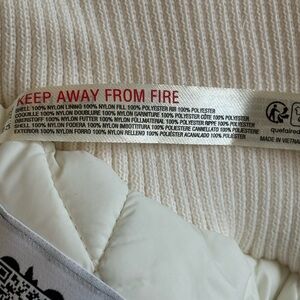 KEEP AWAY FROM FIRE
SHELL 100% NYLON LINING 100% NYLON FILL 100% POLYESTER RIB 100% POLYESTER
COQUILLE 100% NYLON DOUBLURE 100% NYLON GARNITURE 100% POLYESTER CÔTE 100% POLYESTER
OBERSTOFF 100% NYLON FUTTER 100% NYLON FÜLLMATERIAL 100% POLYESTER RIPPE 100% POLYESTER
SHELL 100% NYLON FODERA 100% NYLON IMBOTTITURA 100% POLIESTERE CANNELLATO 100% POLIESTERE
EXTERIOR 100% NYLON FORRO 100% NYLON RELLENO 100% POLIÉSTER ACANALADO 100% POLIÉSTER
quefaire
MADE IN VIETNAM